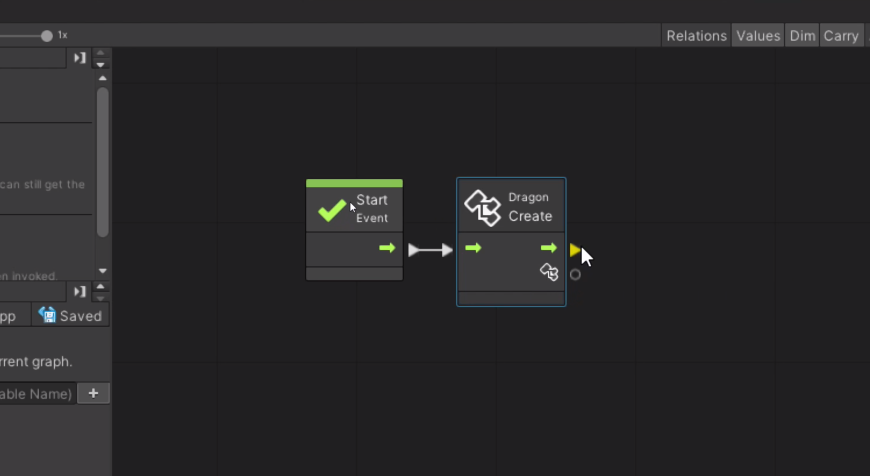 1x
Relations Values Dim Carry
can still get the
n invoked.
pp Saved
rrent graph.
able Name) +
Start
Event
Dragon
Create